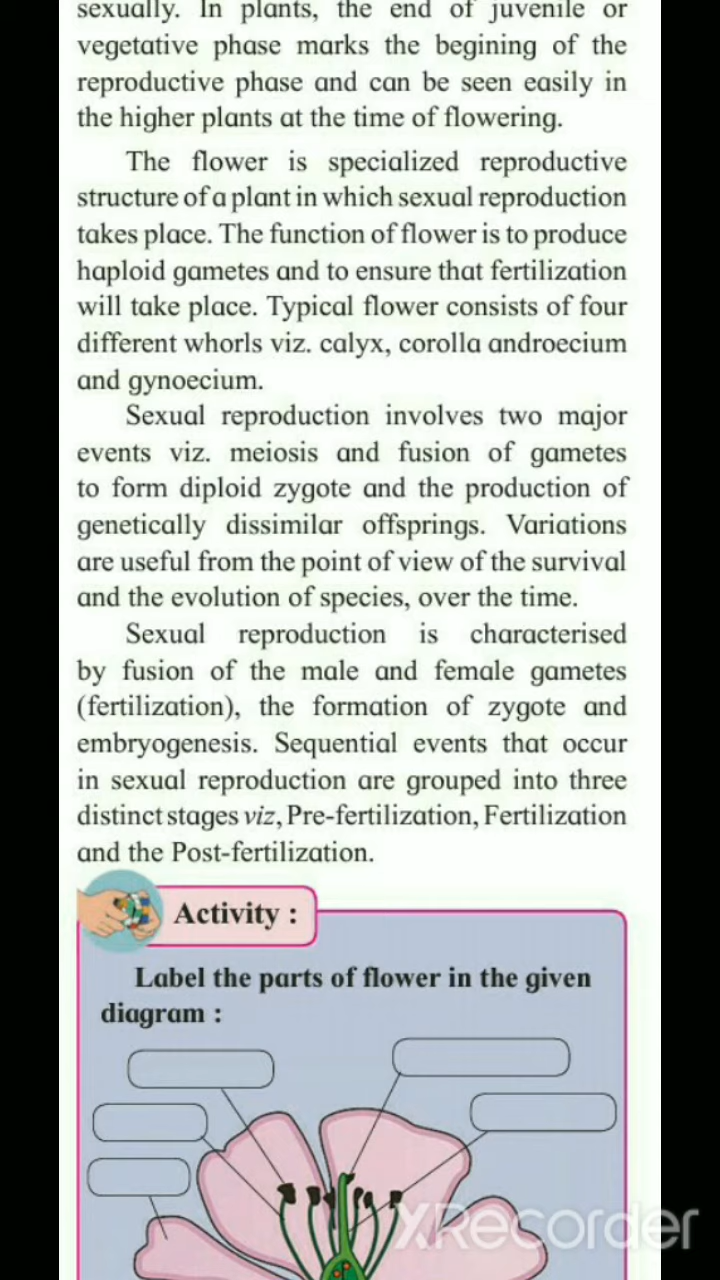 sexually. In plants, the end of juvenile or
vegetative phase marks the begining of the
reproductive phase and can be seen easily in
the higher plants at the time of flowering.
The flower is specialized reproductive
structure of a plant in which sexual reproduction
takes place. The function of flower is to produce
haploid gametes and to ensure that fertilization
will take place. Typical flower consists of four
different whorls viz. calyx, corolla androecium
and gynoecium.
Sexual reproduction involves two major
events viz. meiosis and fusion of gametes
to form diploid zygote and the production of
genetically dissimilar offsprings. Variations
are useful from the point of view of the survival
and the evolution of species, over the time.
Sexual reproduction is characterised
by fusion of the male and female gametes
(fertilization), the formation of zygote and
embryogenesis. Sequential events that occur
in sexual reproduction are grouped into three
distinct stages viz, Pre-fertilization, Fertilization
and the Post-fertilization.
Activity :
Label the parts of flower in the given
diagram :
XRecorder